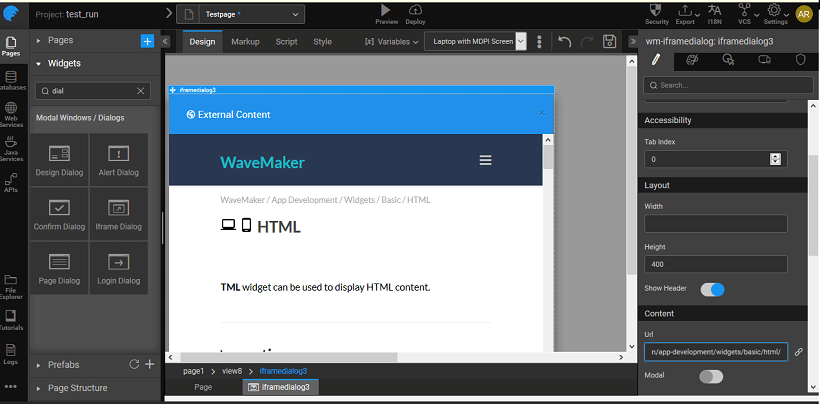 Project: test_run
Testpage *
Preview
Deploy
Security
Export
I18N
VCS
Settings
AR
Pages
Databases
Web Services
Java Services
APIs
File Explorer
Tutorials
Logs
Pages
Widgets
dial
Modal Windows / Dialogs
Design Dialog
Alert Dialog
Confirm Dialog
Iframe Dialog
Page Dialog
Login Dialog
Prefabs
Page Structure
Design
Markup
Script
Style
[x] Variables
Laptop with MDPI Screen
iframedialog3
External Content
WaveMaker
WaveMaker / App Development / Widgets / Basic / HTML
HTML
TML widget can be used to display HTML content.
page1 > view8 > iframedialog3
Page
iframedialog3
wm-iframedialog: iframedialog3
Search...
Accessibility
Tab Index
0
Layout
Width
Height
400
Show Header
Content
Url
n/app-development/widgets/basic/html/
Modal